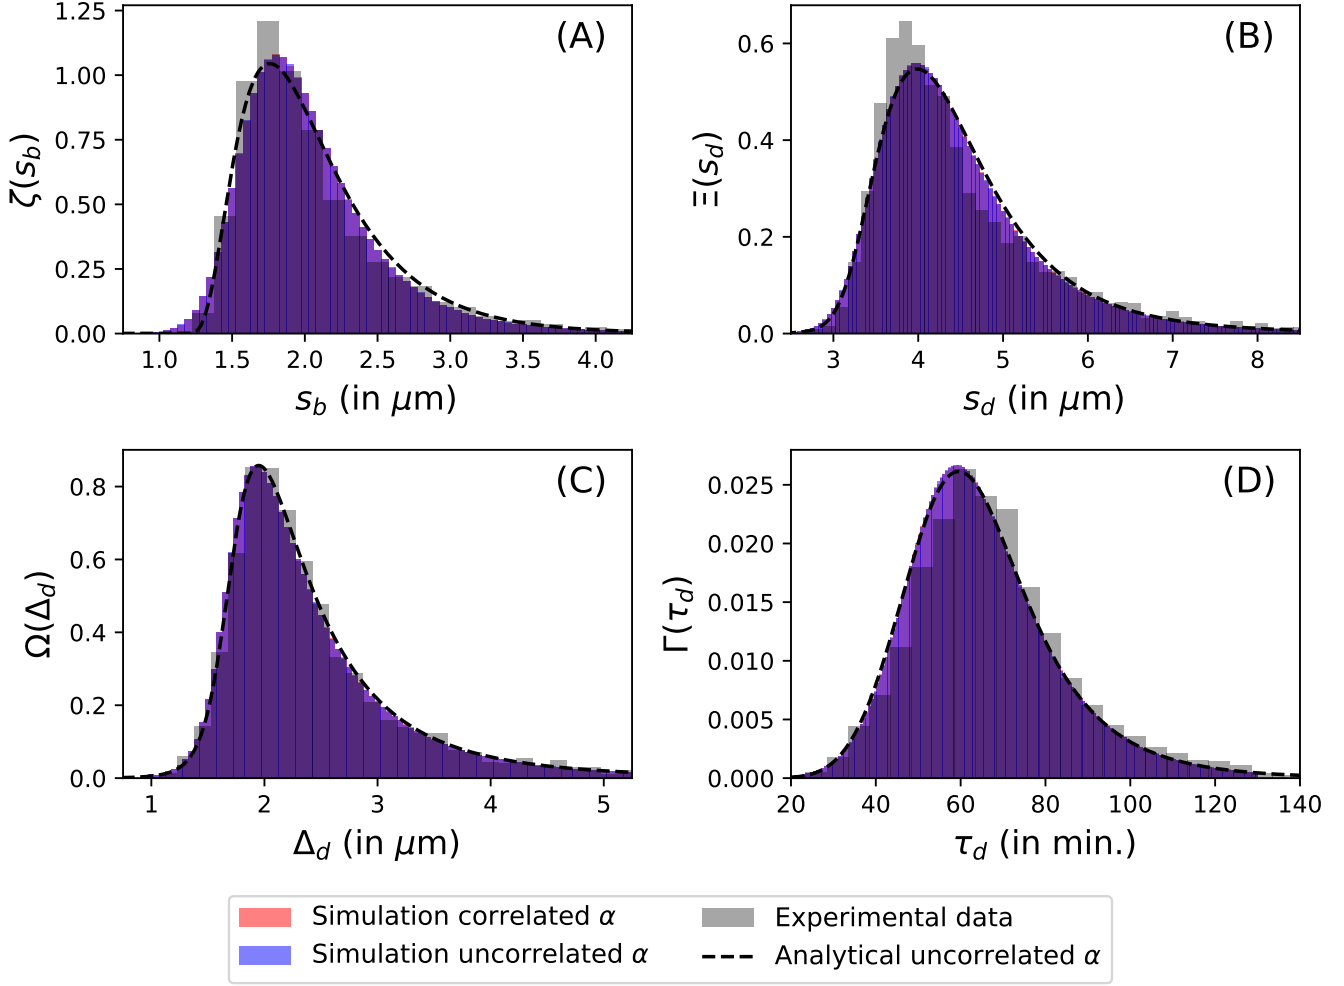 (A)
ζ(s_b)
1.25
1.00
0.75
0.50
0.25
0.00
1.0 1.5 2.0 2.5 3.0 3.5 4.0
s_b (in μm)
(B)
Ξ(s_d)
0.6
0.4
0.2
0.0
3 4 5 6 7 8
s_d (in μm)
(C)
Ω(Δ_d)
0.8
0.6
0.4
0.2
0.0
1 2 3 4 5
Δ_d (in μm)
(D)
Γ(τ_d)
0.025
0.020
0.015
0.010
0.005
0.000
20 40 60 80 100 120 140
τ_d (in min.)
Simulation correlated α
Simulation uncorrelated α
Experimental data
Analytical uncorrelated α